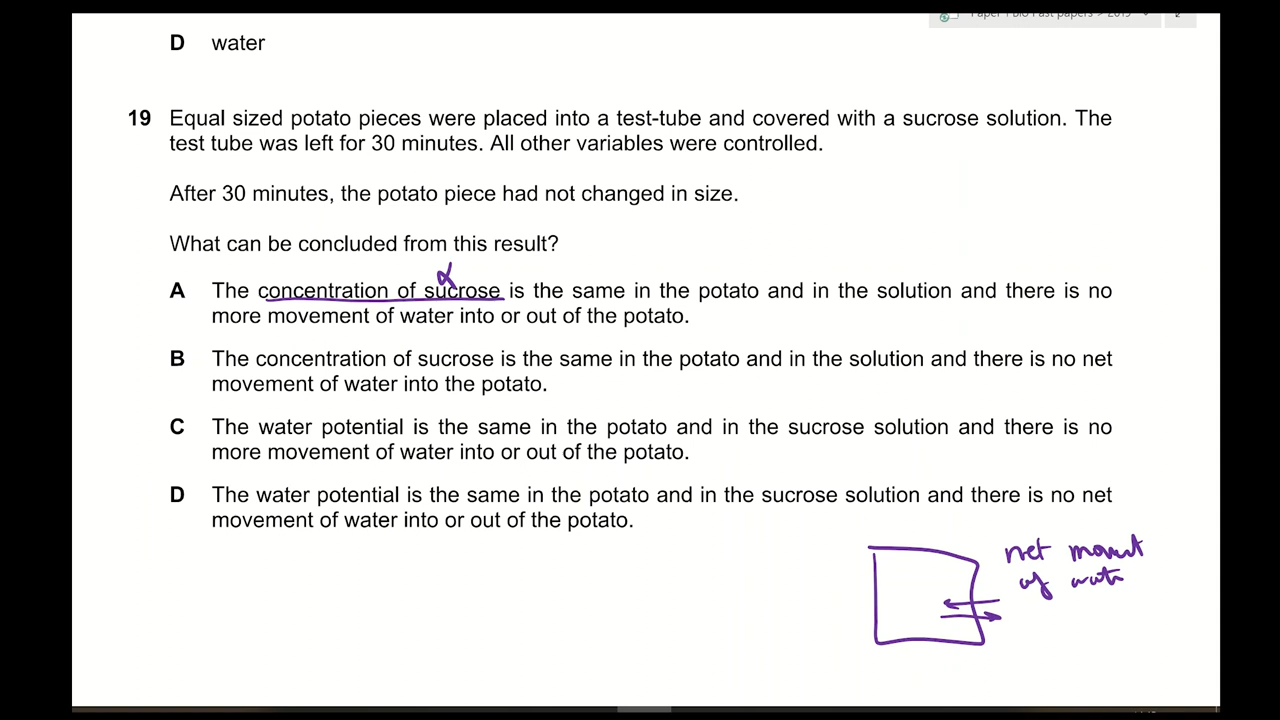 Paper 1 Bio Past papers > 2019
D water
19 Equal sized potato pieces were placed into a test-tube and covered with a sucrose solution. The
test tube was left for 30 minutes. All other variables were controlled.
After 30 minutes, the potato piece had not changed in size.
What can be concluded from this result?
A The concentration of sucrose is the same in the potato and in the solution and there is no
more movement of water into or out of the potato.
B The concentration of sucrose is the same in the potato and in the solution and there is no net
movement of water into the potato.
C The water potential is the same in the potato and in the sucrose solution and there is no
more movement of water into or out of the potato.
D The water potential is the same in the potato and in the sucrose solution and there is no net
movement of water into or out of the potato.
net
of